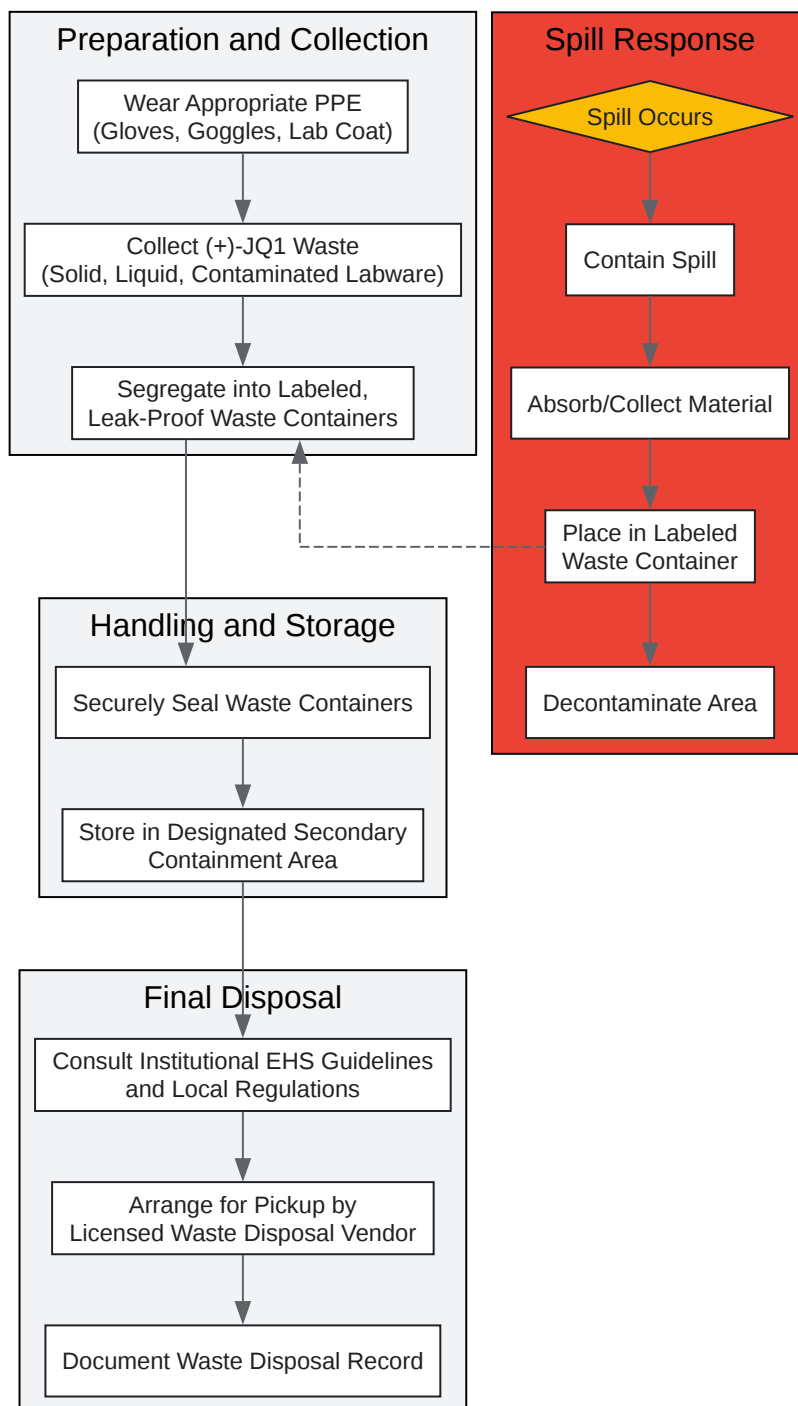 Preparation and Collection
Wear Appropriate PPE
(Gloves, Goggles, Lab Coat)
Collect (+)-JQ1 Waste
(Solid, Liquid, Contaminated Labware)
Segregate into Labeled,
Leak-Proof Waste Containers
Spill Response
Spill Occurs
Contain Spill
Absorb/Collect Material
Place in Labeled
Waste Container
Decontaminate Area
Handling and Storage
Securely Seal Waste Containers
Store in Designated Secondary
Containment Area
Final Disposal
Consult Institutional EHS Guidelines
and Local Regulations
Arrange for Pickup by
Licensed Waste Disposal Vendor
Document Waste Disposal Record